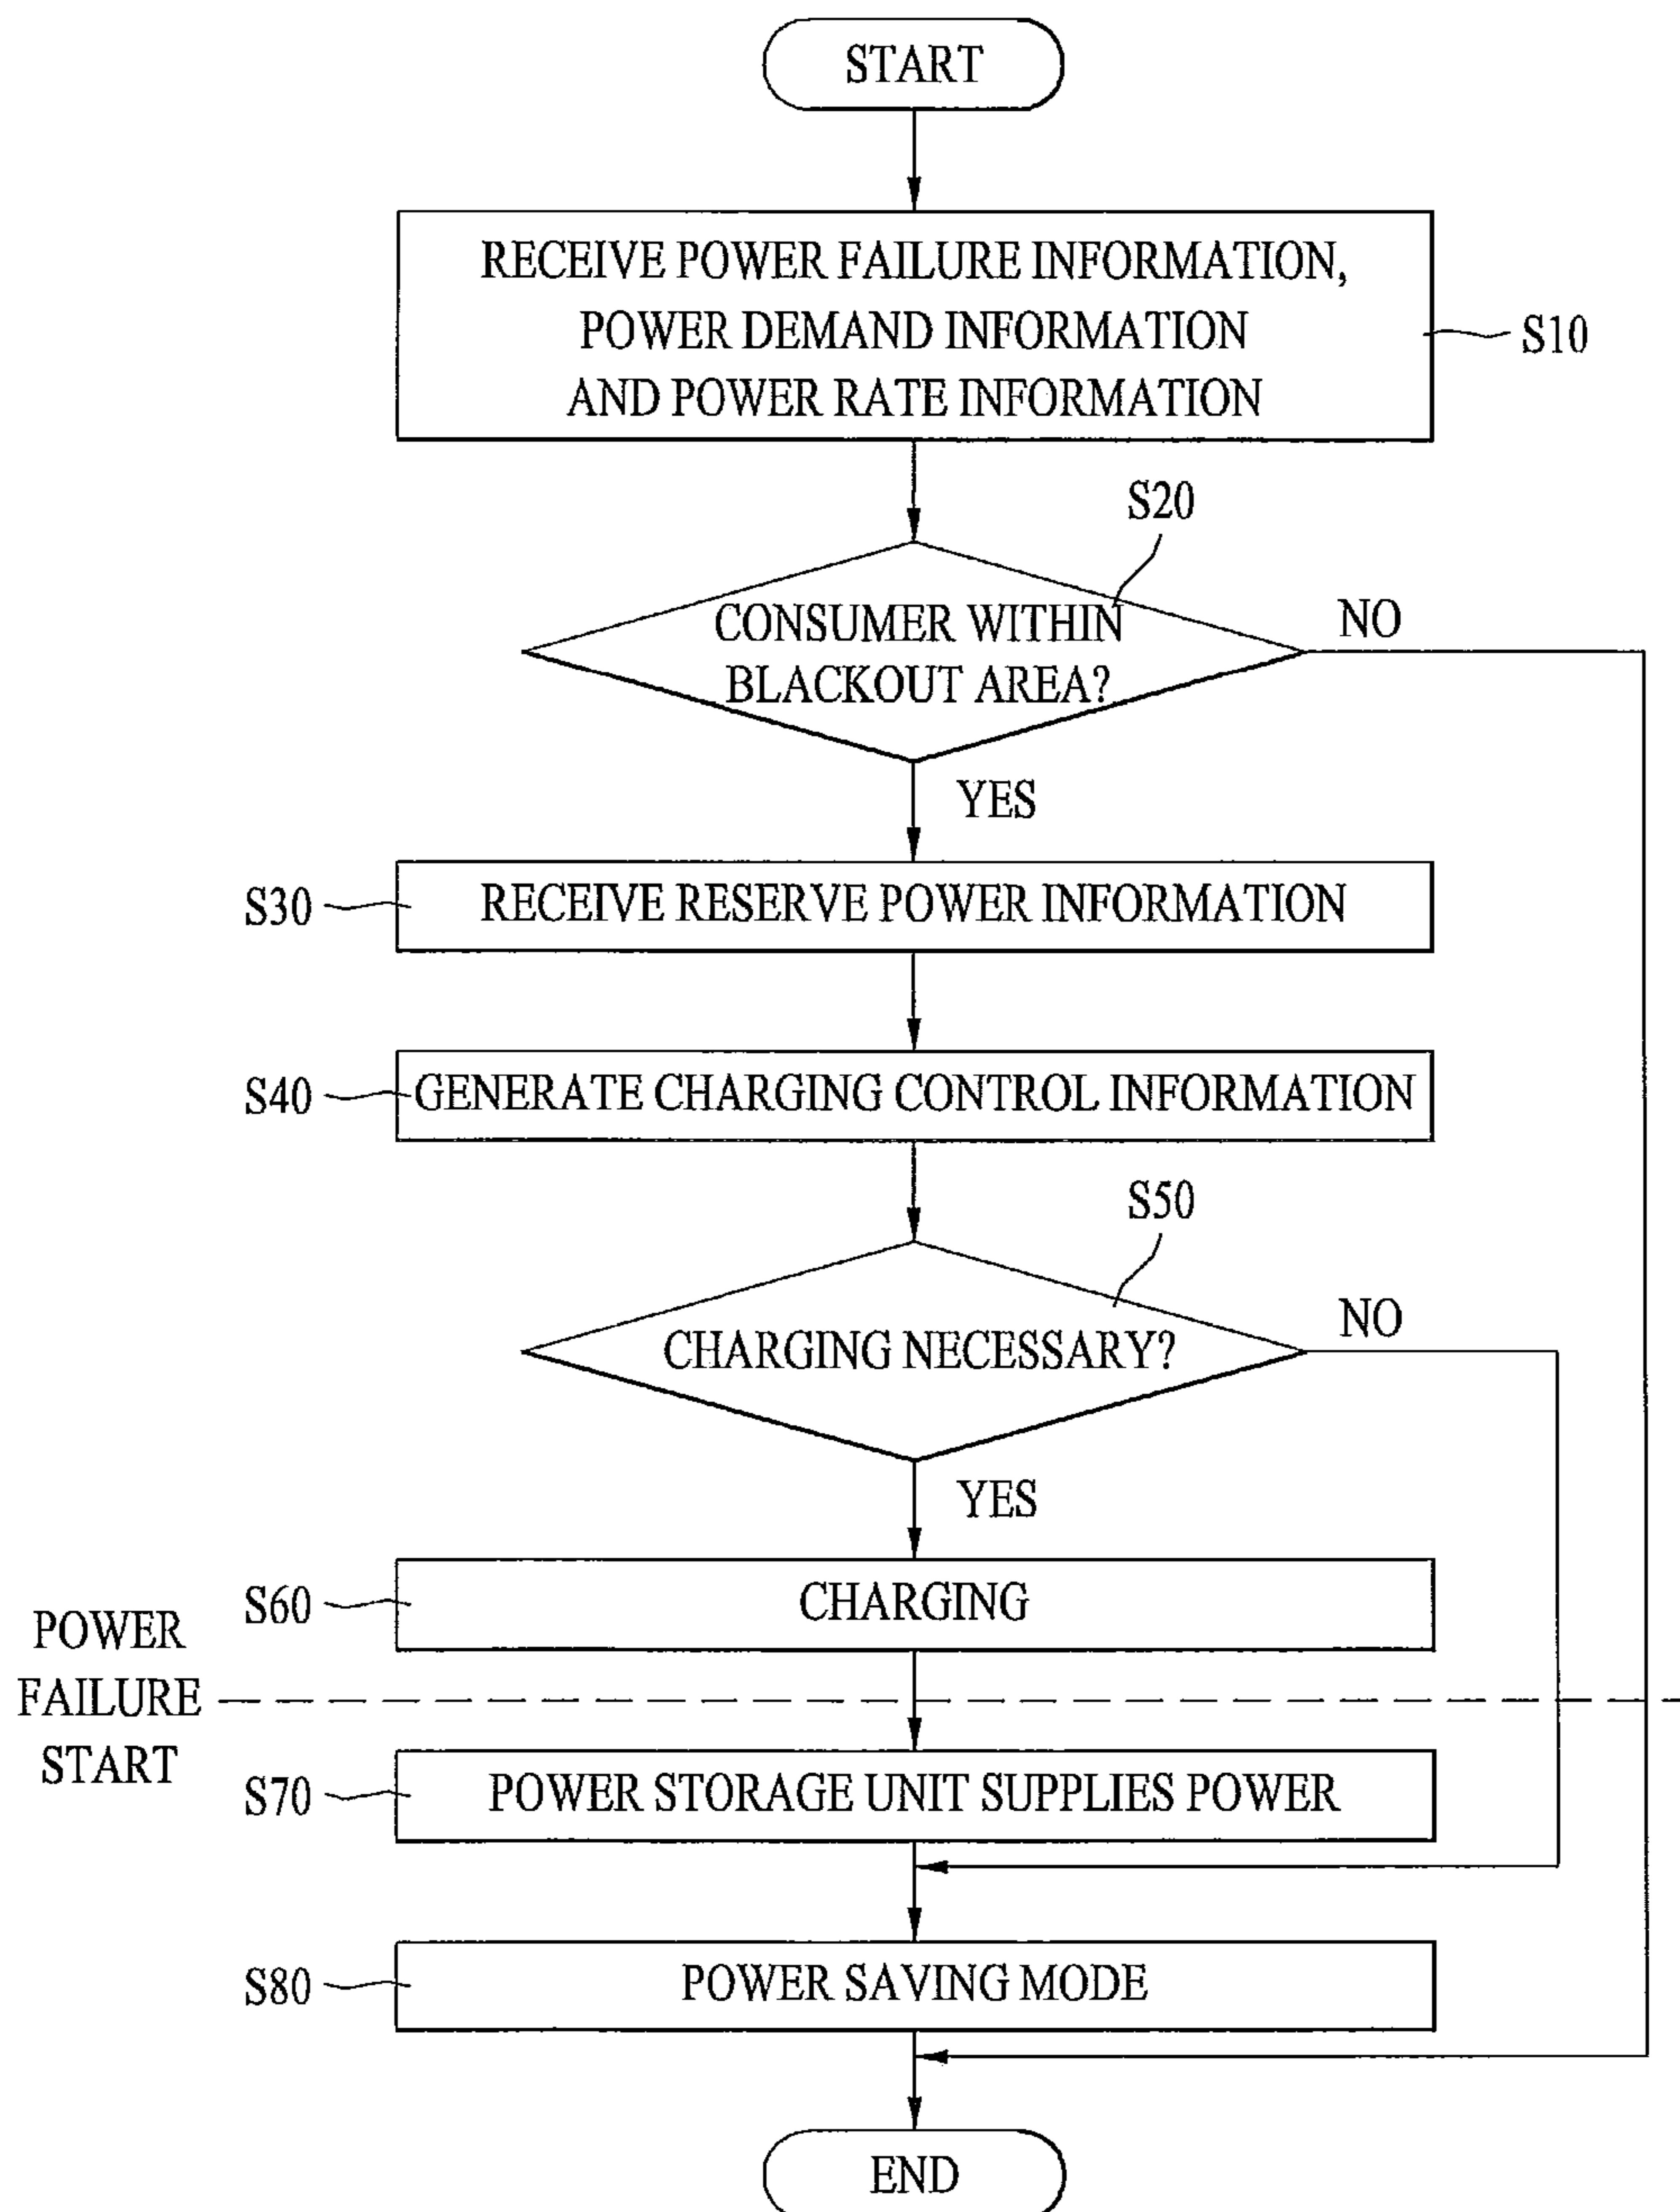 START
RECEIVE POWER FAILURE INFORMATION,
POWER DEMAND INFORMATION
AND POWER RATE INFORMATION
S10
S20
CONSUMER WITHIN
BLACKOUT AREA?
NO
YES
S30
RECEIVE RESERVE POWER INFORMATION
S40
GENERATE CHARGING CONTROL INFORMATION
S50
CHARGING NECESSARY?
NO
YES
S60
CHARGING
POWER
FAILURE
START
S70
POWER STORAGE UNIT SUPPLIES POWER
S80
POWER SAVING MODE
END